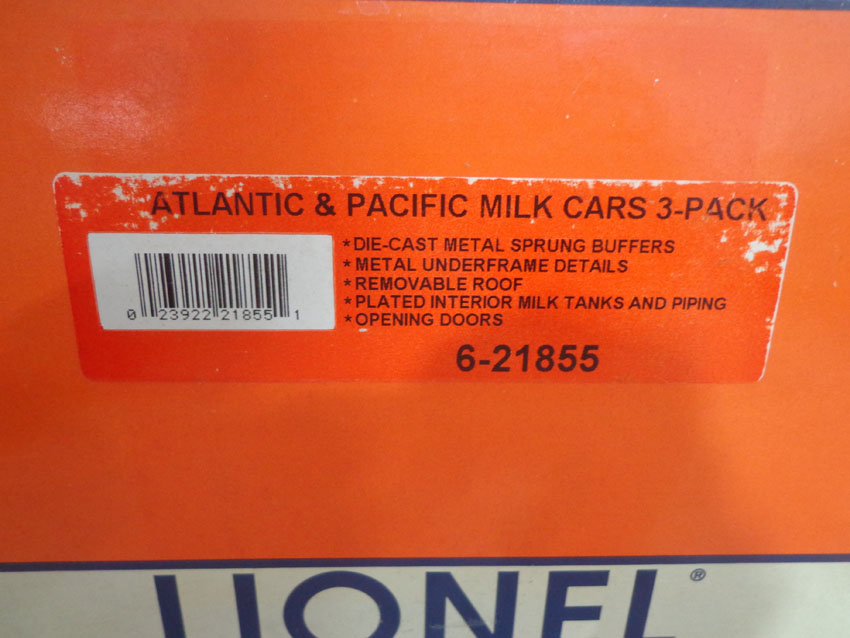 ATLANTIC & PACIFIC MILK CARS 3-PACK
*DIE-CAST METAL SPRUNG BUFFERS
*METAL UNDERFRAME DETAILS
*REMOVABLE ROOF
*PLATED INTERIOR MILK TANKS AND PIPING
*OPENING DOORS
0 23922 21855 1
6-21855
LIONEL®